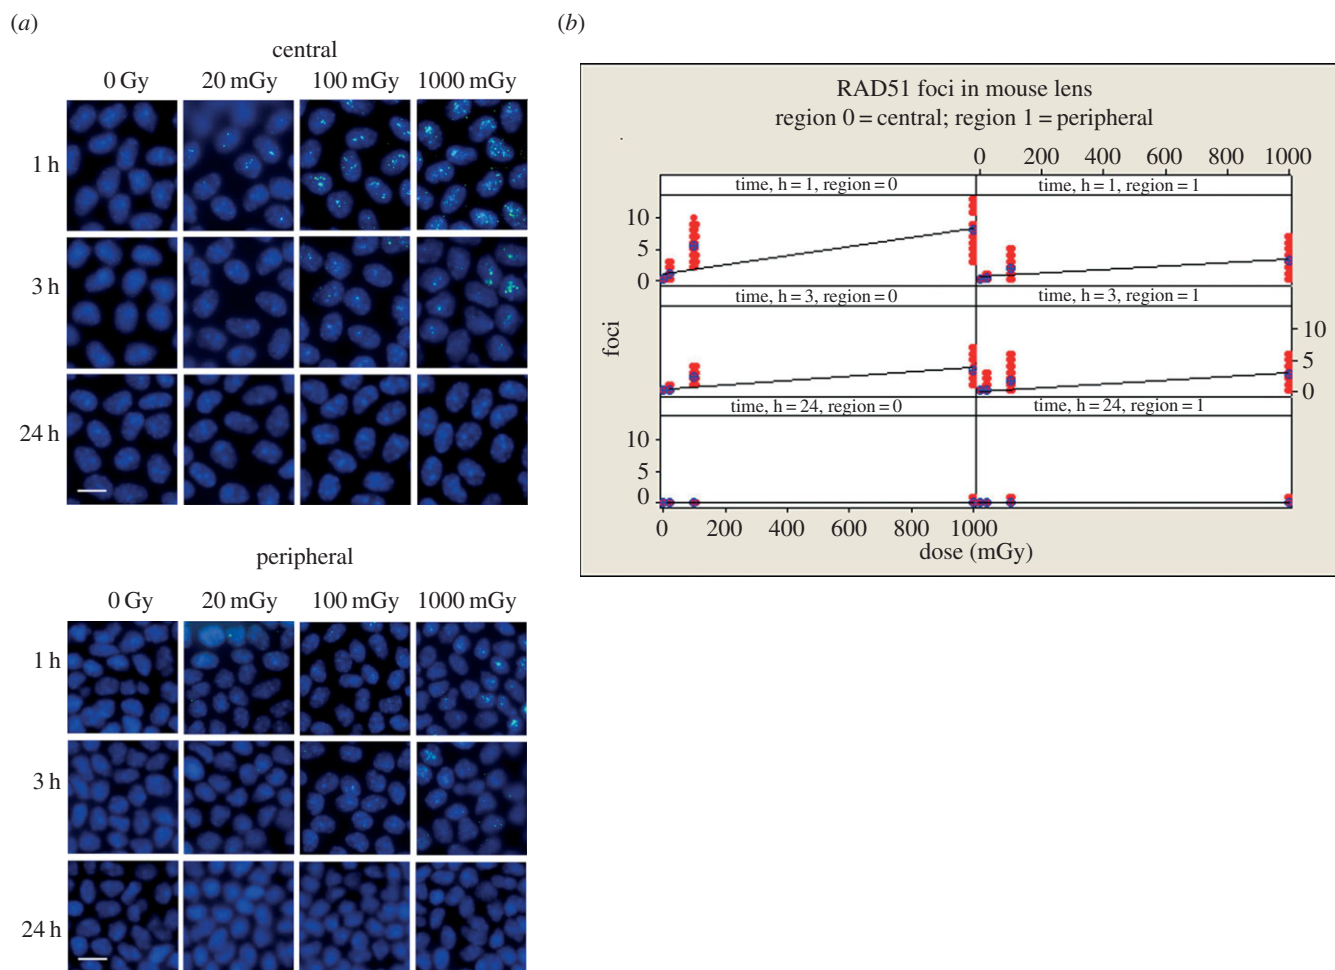 (a)
central
0 Gy 20 mGy 100 mGy 1000 mGy
1 h
3 h
24 h
peripheral
0 Gy 20 mGy 100 mGy 1000 mGy
1 h
3 h
24 h
(b)
RAD51 foci in mouse lens
region 0 = central; region 1 = peripheral
0 200 400 600 800 1000
time, h = 1, region = 0 time, h = 1, region = 1
10
5
0
time, h = 3, region = 0 time, h = 3, region = 1
foci
10
5
0
time, h = 24, region = 0 time, h = 24, region = 1
10
5
0
0 200 400 600 800 1000
dose (mGy)